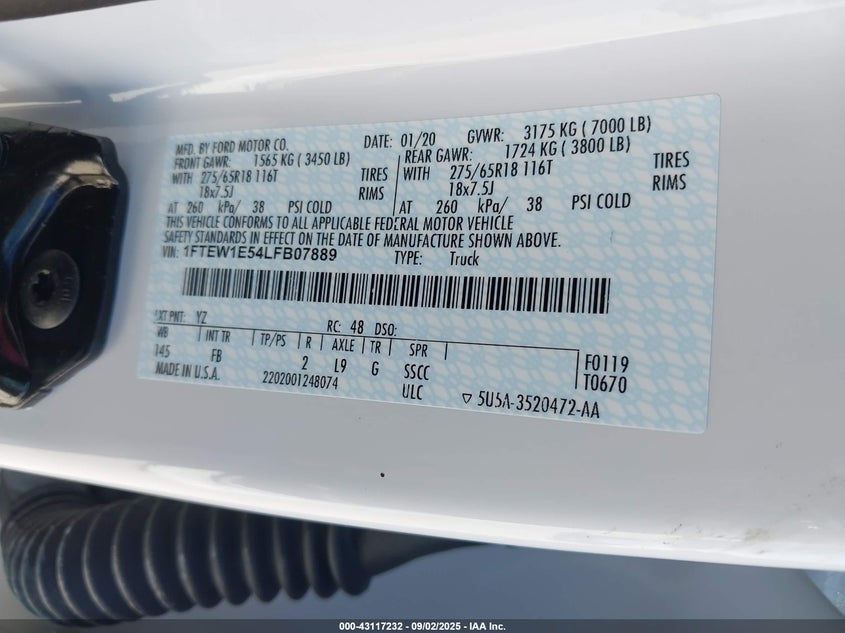 MFD. BY FORD MOTOR CO. DATE: 01/20 GVWR: 3175 KG ( 7000 LB)
FRONT GAWR: 1565 KG ( 3450 LB) REAR GAWR: 1724 KG ( 3800 LB)
WITH 275/65R18 116T TIRES WITH 275/65R18 116T TIRES
18x7.5J RIMS 18x7.5J RIMS
AT 260 kPa/ 38 PSI COLD AT 260 kPa/ 38 PSI COLD
THIS VEHICLE CONFORMS TO ALL APPLICABLE FEDERAL MOTOR VEHICLE
SAFETY STANDARDS IN EFFECT ON THE DATE OF MANUFACTURE SHOWN ABOVE.
VIN: 1FTEW1E54LFB07889 TYPE: Truck
EXT PNT: YZ RC: 48 DSO:
WB INT TR TP/PS R AXLE TR SPR
145 FB 2 L9 G SSCC F0119
MADE IN U.S.A. 2202001248074 ULC T0670
▽ 5U5A-3520472-AA
000-43117232 - 09/02/2025 - IAA Inc.